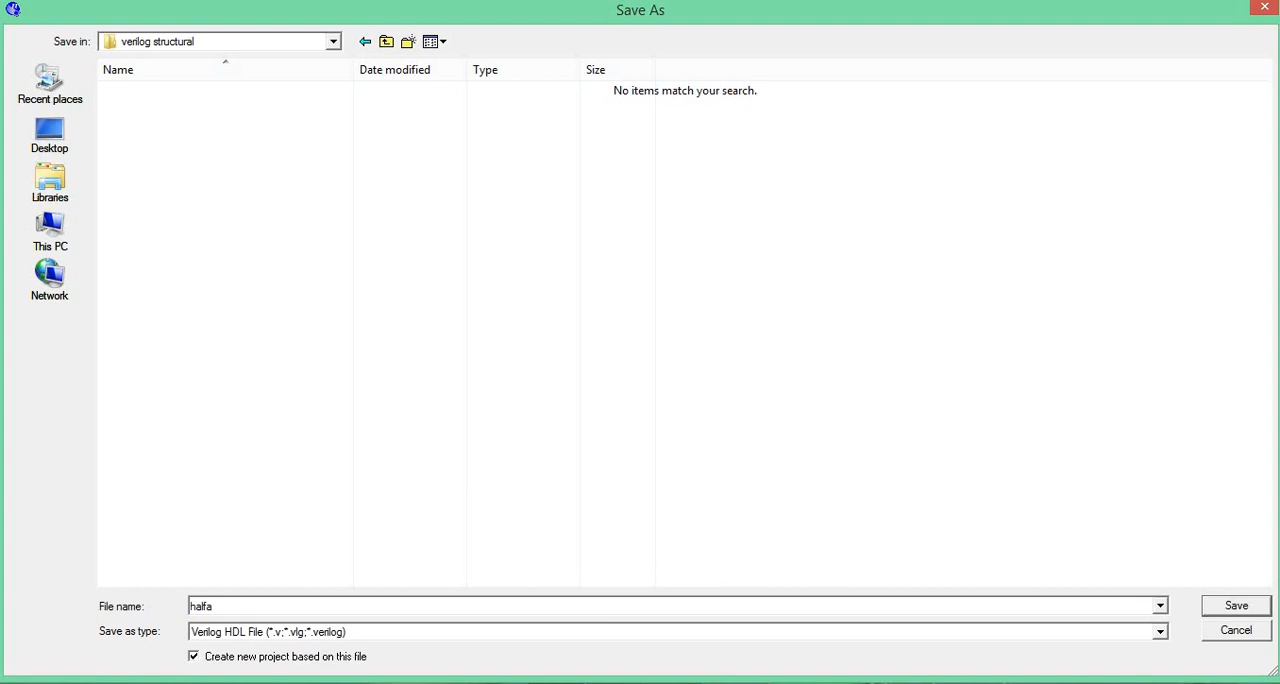 Save As
Save in: verilog structural
Name Date modified Type Size
No items match your search.
Recent places
Desktop
Libraries
This PC
Network
File name: halfa Save
Save as type: Verilog HDL File (*.v;*.vlg;*.verilog) Cancel
Create new project based on this file